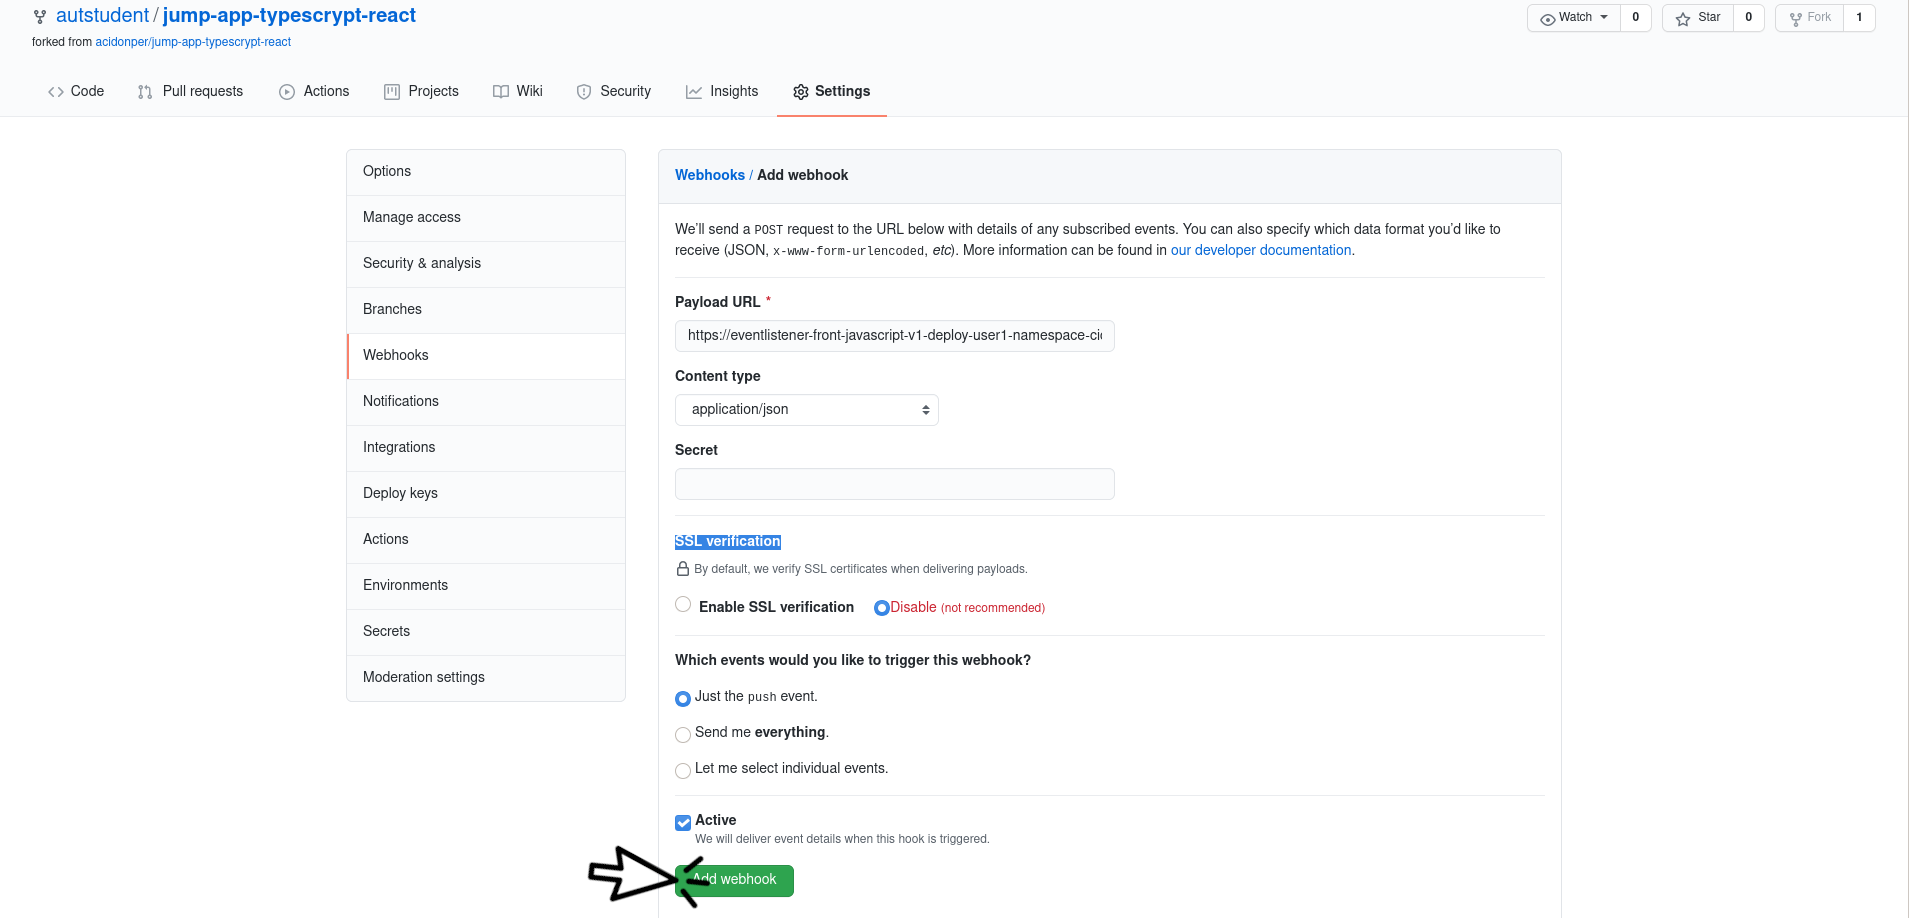 autstudent / jump-app-typescrypt-react
Watch 0 Star 0 Fork 1
forked from acidonper/jump-app-typescrypt-react
Code Pull requests Actions Projects Wiki Security Insights Settings
Options
Manage access
Security & analysis
Branches
Webhooks
Notifications
Integrations
Deploy keys
Actions
Environments
Secrets
Moderation settings
Webhooks / Add webhook
We'll send a POST request to the URL below with details of any subscribed events. You can also specify which data format you'd like to
receive (JSON, x-www-form-urlencoded, etc). More information can be found in our developer documentation.
Payload URL *
https://eventlistener-front-javascript-v1-deploy-user1-namespace-ci
Content type
application/json
Secret
SSL verification
By default, we verify SSL certificates when delivering payloads.
Enable SSL verification Disable (not recommended)
Which events would you like to trigger this webhook?
Just the push event.
Send me everything.
Let me select individual events.
Active
We will deliver event details when this hook is triggered.
Add webhook